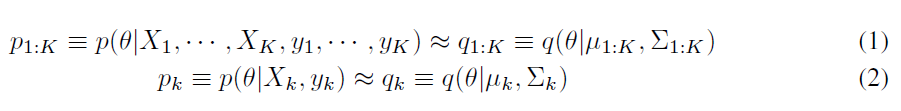 p_{1:K} ≡ p(θ|X_1, ⋯ , X_K, y_1, ⋯ , y_K) ≈ q_{1:K} ≡ q(θ|μ_{1:K}, Σ_{1:K}) (1)
p_k ≡ p(θ|X_k, y_k) ≈ q_k ≡ q(θ|μ_k, Σ_k) (2)